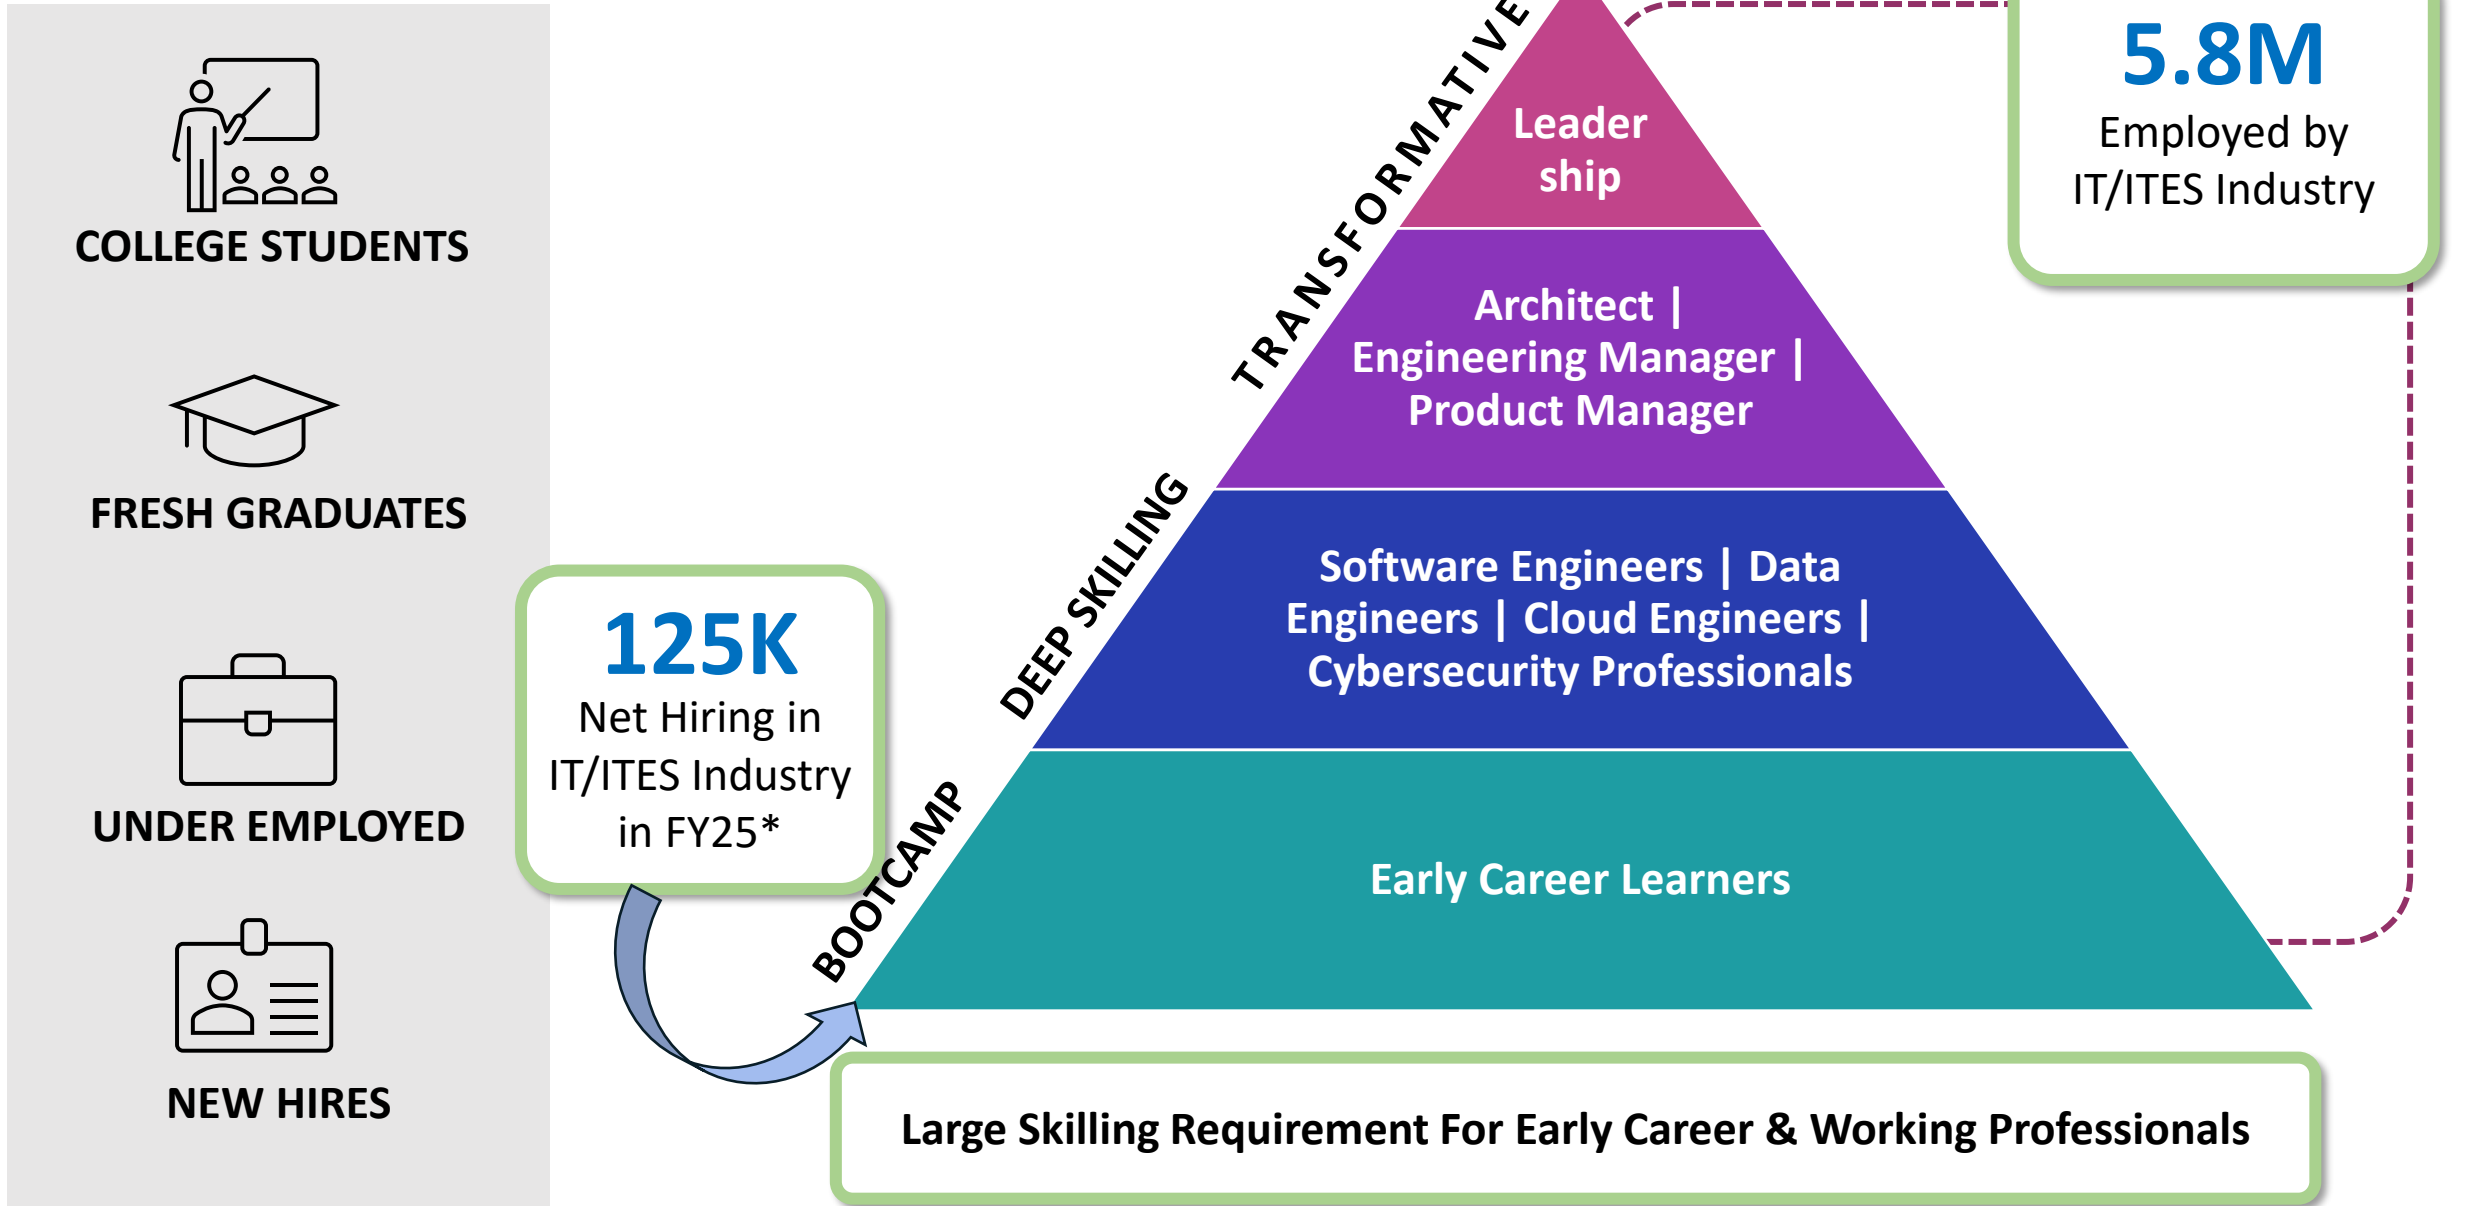 COLLEGE STUDENTS
FRESH GRADUATES
UNDER EMPLOYED
NEW HIRES
125K
Net Hiring in
IT/ITES Industry
in FY25*
TRANSFORMATIVE
DEEP SKILLING
BOOTCAMP
Leader
ship
Architect |
Engineering Manager |
Product Manager
Software Engineers | Data
Engineers | Cloud Engineers |
Cybersecurity Professionals
Early Career Learners
5.8M
Employed by
IT/ITES Industry
Large Skilling Requirement For Early Career & Working Professionals